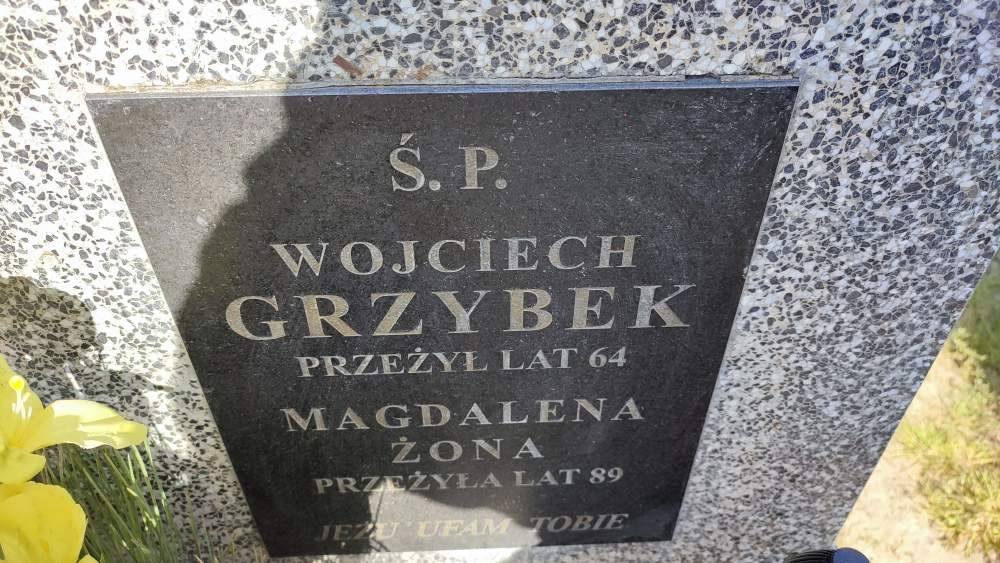 Ś. P.
WOJCIECH
GRZYBEK
PRZEŻYŁ LAT 64
MAGDALENA
ŻONA
PRZEŻYŁA LAT 89
JEZU UFAM TOBIE